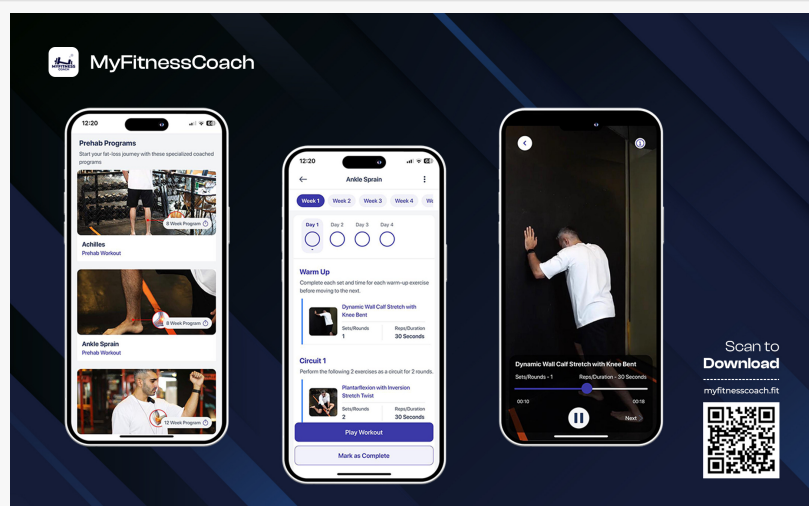 MYFITNESS
COACH
MyFitnessCoach
12:20
Prehab Programs
Start your fat-loss journey with these specialized coached
programs
8 Week Program
Achilles
Prehab Workout
8 Week Program
Ankle Sprain
Prehab Workout
12 Week Program
12:20
Ankle Sprain
Week 1
Week 2
Week 3
Week 4
We
Day 1
Day 2
Day 3
Day 4
Warm Up
Complete each set and time for each warm-up exercise
before moving to the next.
Dynamic Wall Calf Stretch with
Knee Bent
Sets/Rounds
Reps/Duration
1
30 Seconds
Circuit 1
Perform the following 2 exercises as a circuit for 2 rounds.
Plantarflexion with Inversion
Stretch Twist
Sets/Rounds
Reps/Duration
2
30 Seconds
Play Workout
Mark as Complete
Dynamic Wall Calf Stretch with Knee Bent
Sets/Rounds - 1
Reps/Duration - 30 Seconds
00:10
00:18
Next
Scan to
Download
myfitnesscoach.fit